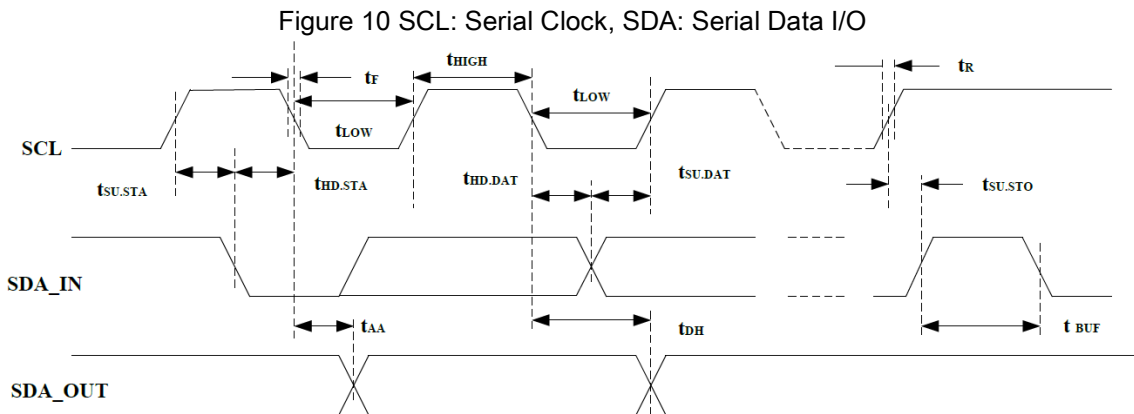 Figure 10 SCL: Serial Clock, SDA: Serial Data I/O
tF
tHIGH
tR
tLOW
tLOW
SCL
tSU.STA
tHD.STA
tHD.DAT
tSU.DAT
tSU.STO
SDA_IN
tAA
tDH
t BUF
SDA_OUT